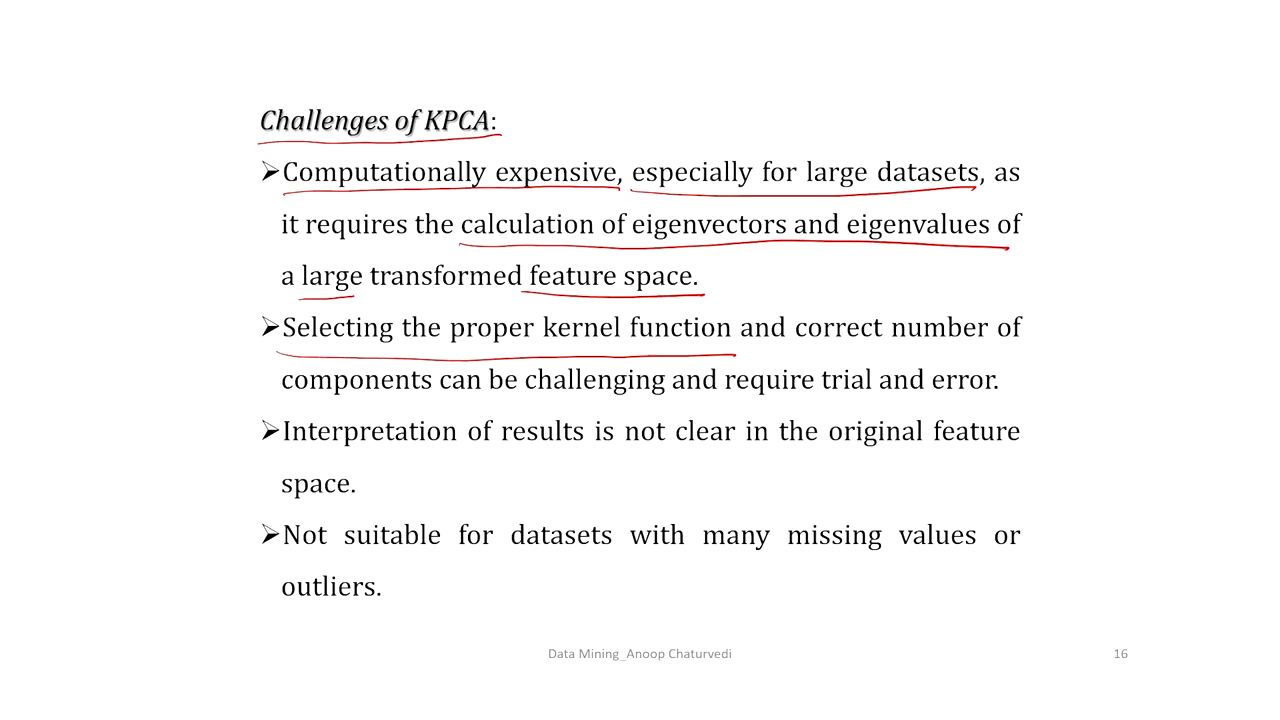 Challenges of KPCA:
➢Computationally expensive, especially for large datasets, as
it requires the calculation of eigenvectors and eigenvalues of
a large transformed feature space.
➢Selecting the proper kernel function and correct number of
components can be challenging and require trial and error.
➢Interpretation of results is not clear in the original feature
space.
➢Not suitable for datasets with many missing values or
outliers.
Data Mining_Anoop Chaturvedi 16